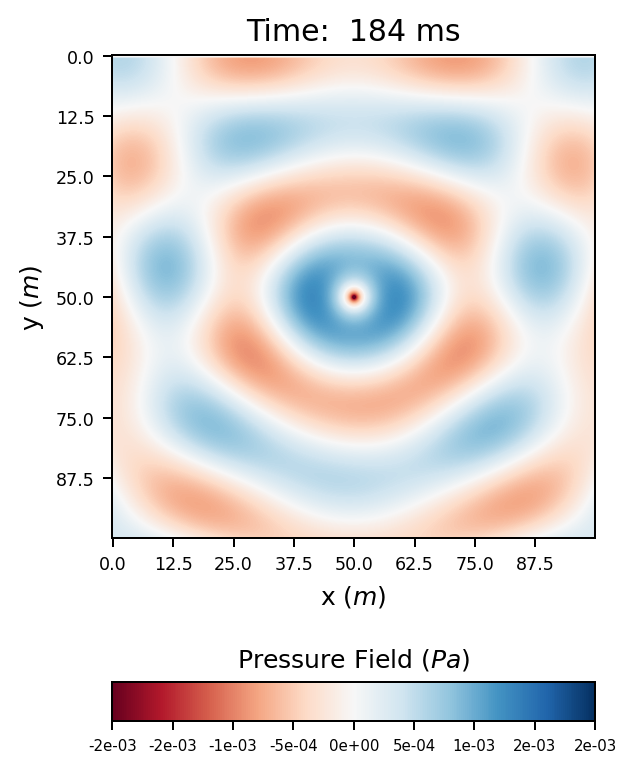 Time:  184 ms
0.0
12.5
25.0
37.5
50.0
62.5
75.0
87.5
y (m)
0.0 12.5 25.0 37.5 50.0 62.5 75.0 87.5
x (m)
Pressure Field (Pa)
-2e-03 -2e-03 -1e-03 -5e-04 0e+00 5e-04 1e-03 2e-03 2e-03